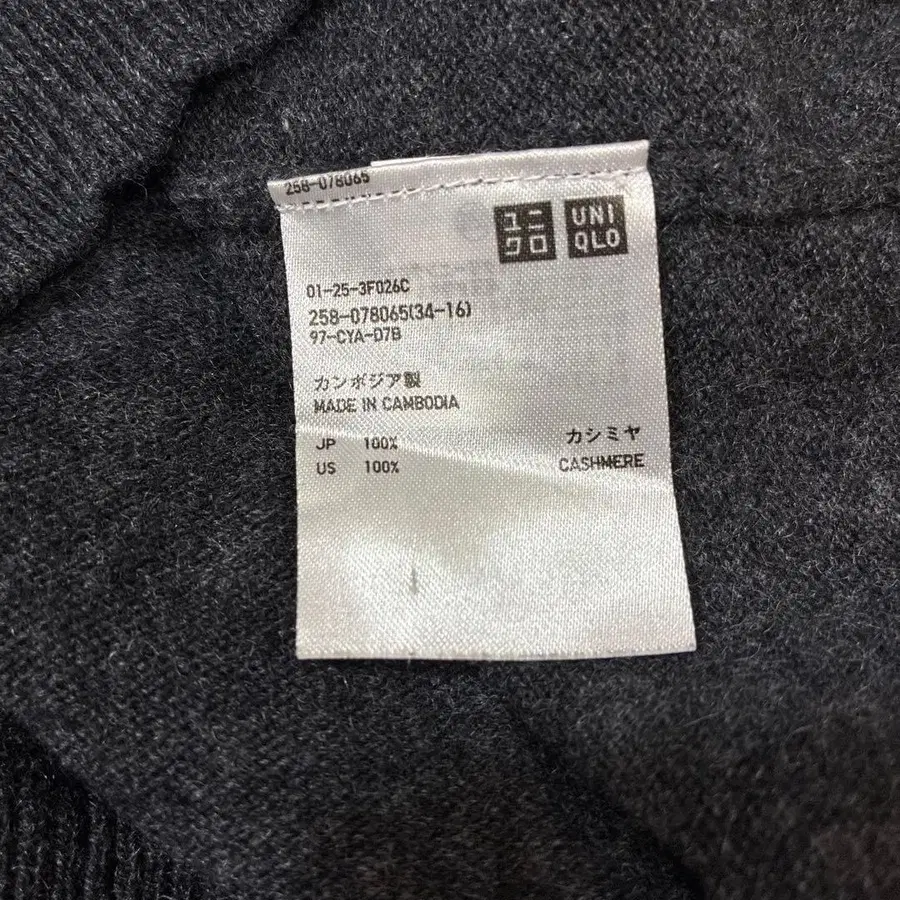 258-078065
ユニ
クロ
UNI
QLO
01-25-3F026C
258-078065(34-16)
97-CYA-07B
カンボジア製
MADE IN CAMBODIA
JP 100% カシミヤ
US 100% CASHMERE